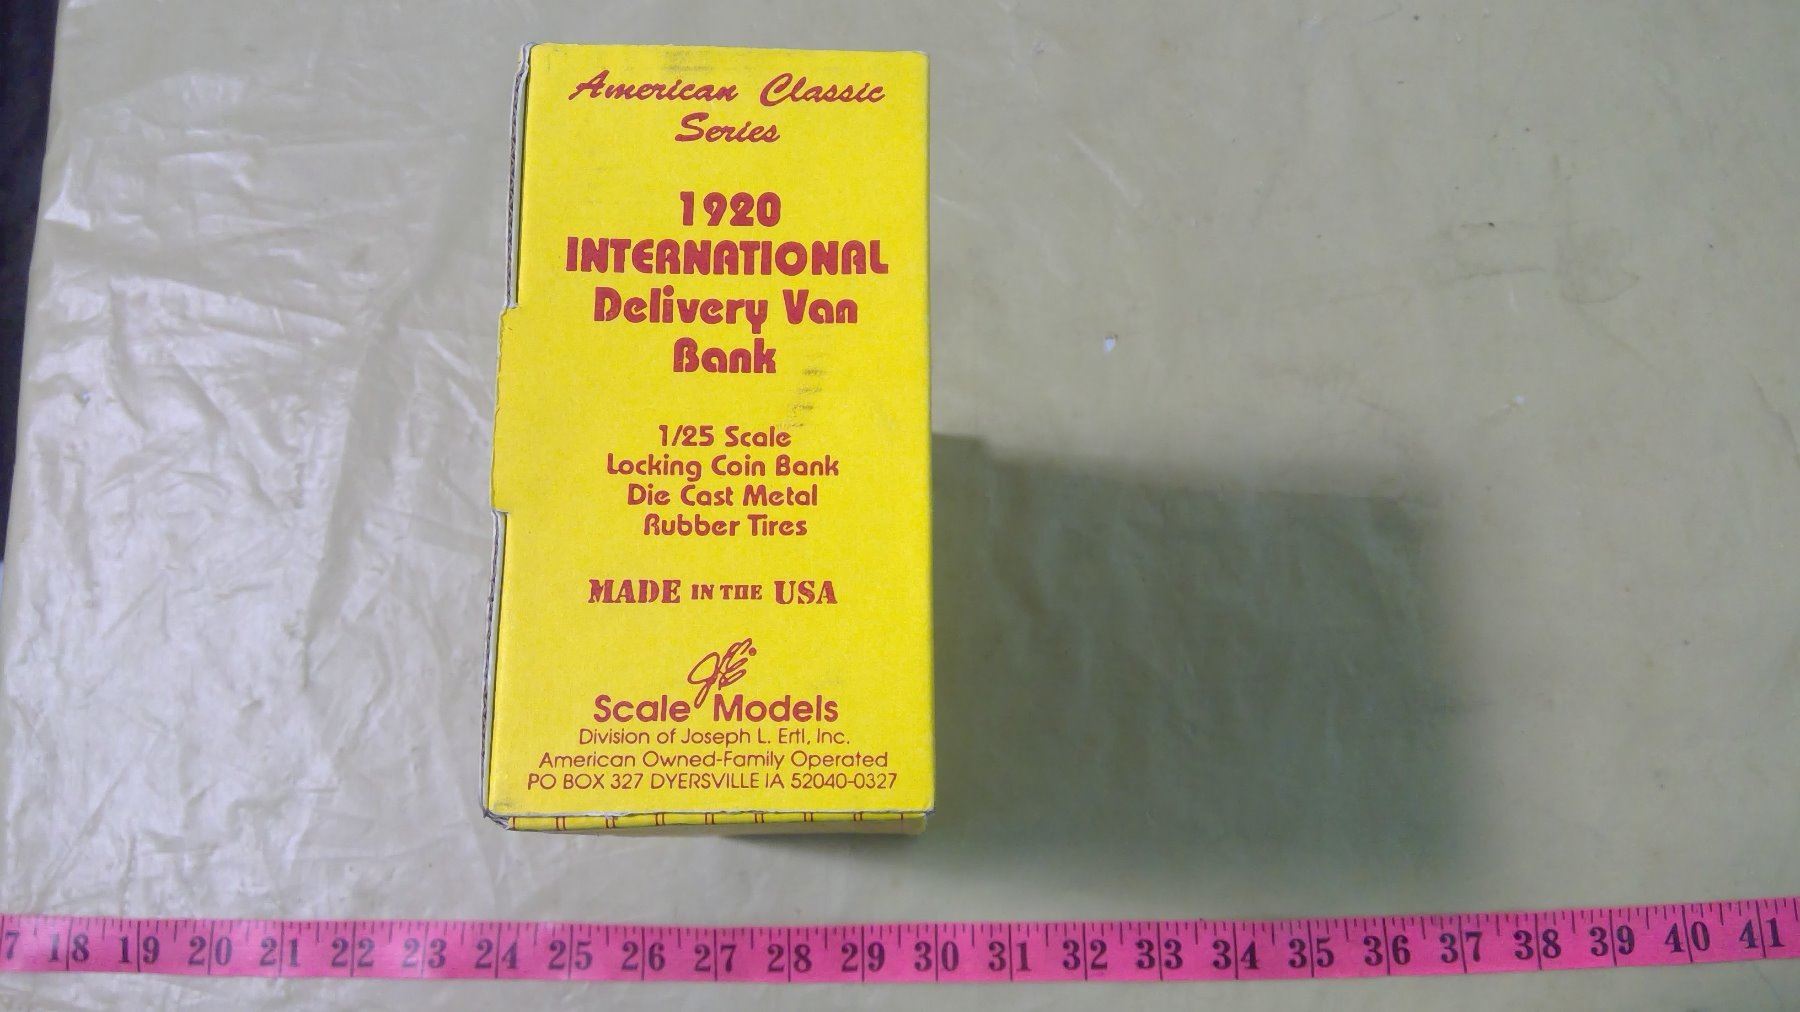 American Classic
Series
1920
INTERNATIONAL
Delivery Van
Bank
1/25 Scale
Locking Coin Bank
Die Cast Metal
Rubber Tires
MADE IN THE USA
JLE
Scale Models
Division of Joseph L. Ertl, Inc.
American Owned-Family Operated
PO BOX 327 DYERSVILLE IA 52040-0327
7 18 19 20 21 22 23 24 25 26 27 28 29 30 31 32 33 34 35 36 37 38 39 40 41